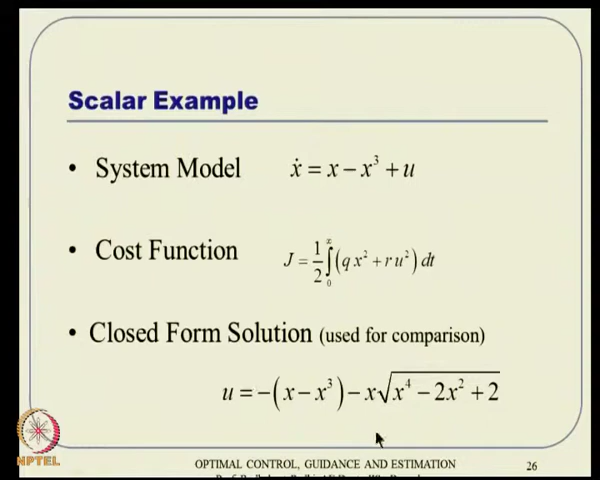 Scalar Example
• System Model ẋ = x − x³ + u
• Cost Function J = 1/2 ∫₀^∞ (q x² + r u²) dt
• Closed Form Solution (used for comparison)
u = −(x − x³) − x√(x⁴ − 2x² + 2)
NPTEL
OPTIMAL CONTROL, GUIDANCE AND ESTIMATION 26